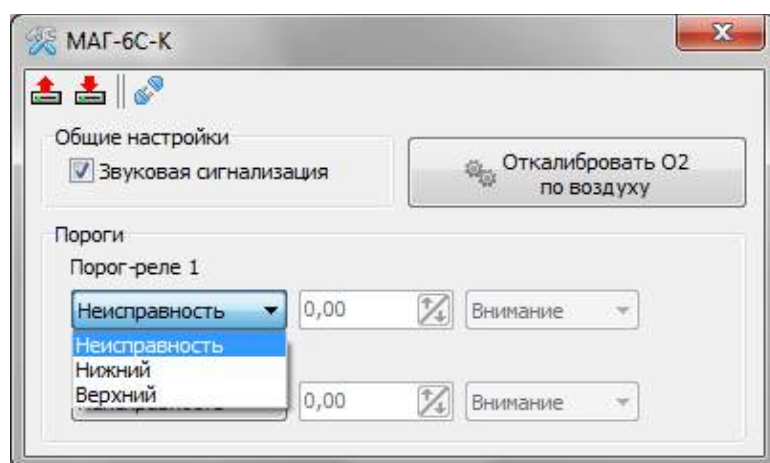 МАГ-6С-К
Общие настройки
Звуковая сигнализация
Откалибровать О2
по воздуху
Пороги
Порог-реле 1
Неисправность 0,00 Внимание
Неисправность
Нижний
Верхний
0,00 Внимание